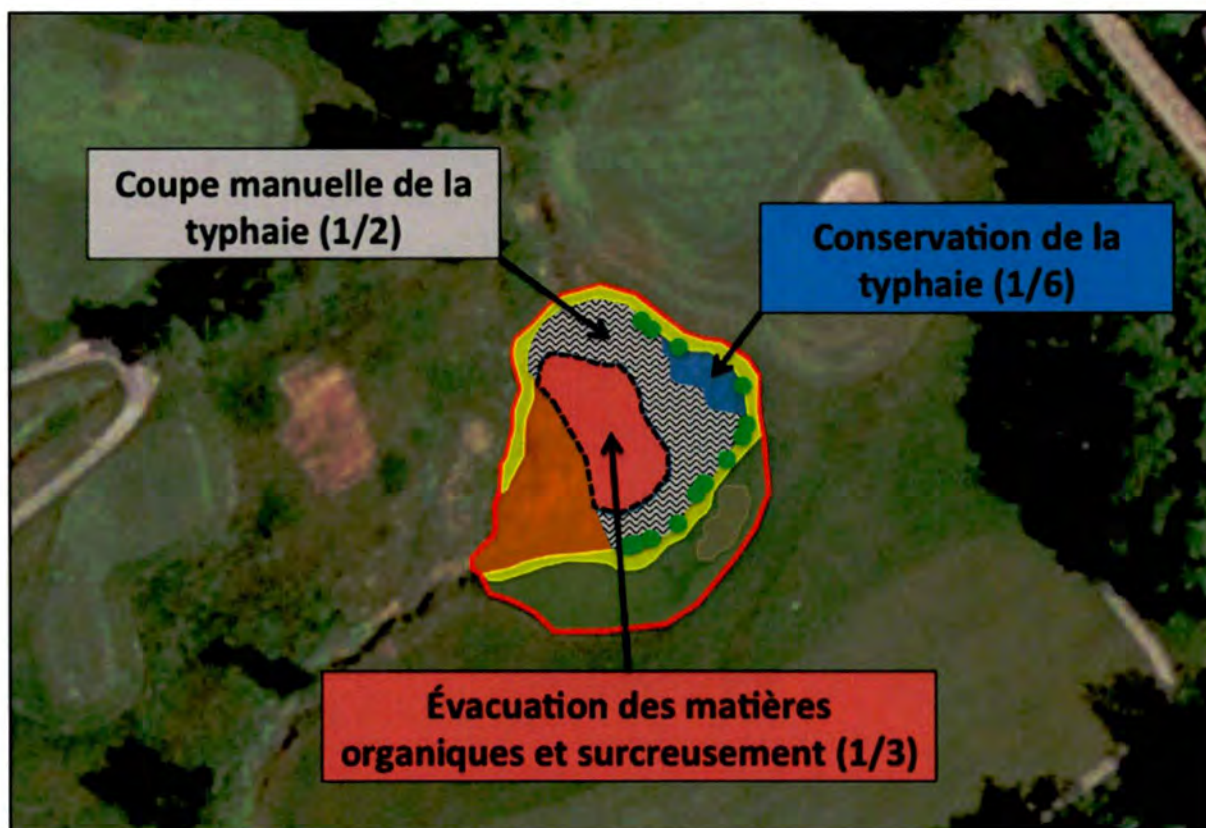 Coupe manuelle de la
typhaie (1/2)
Conservation de la
typhaie (1/6)
Évacuation des matières
organiques et surcreusement (1/3)